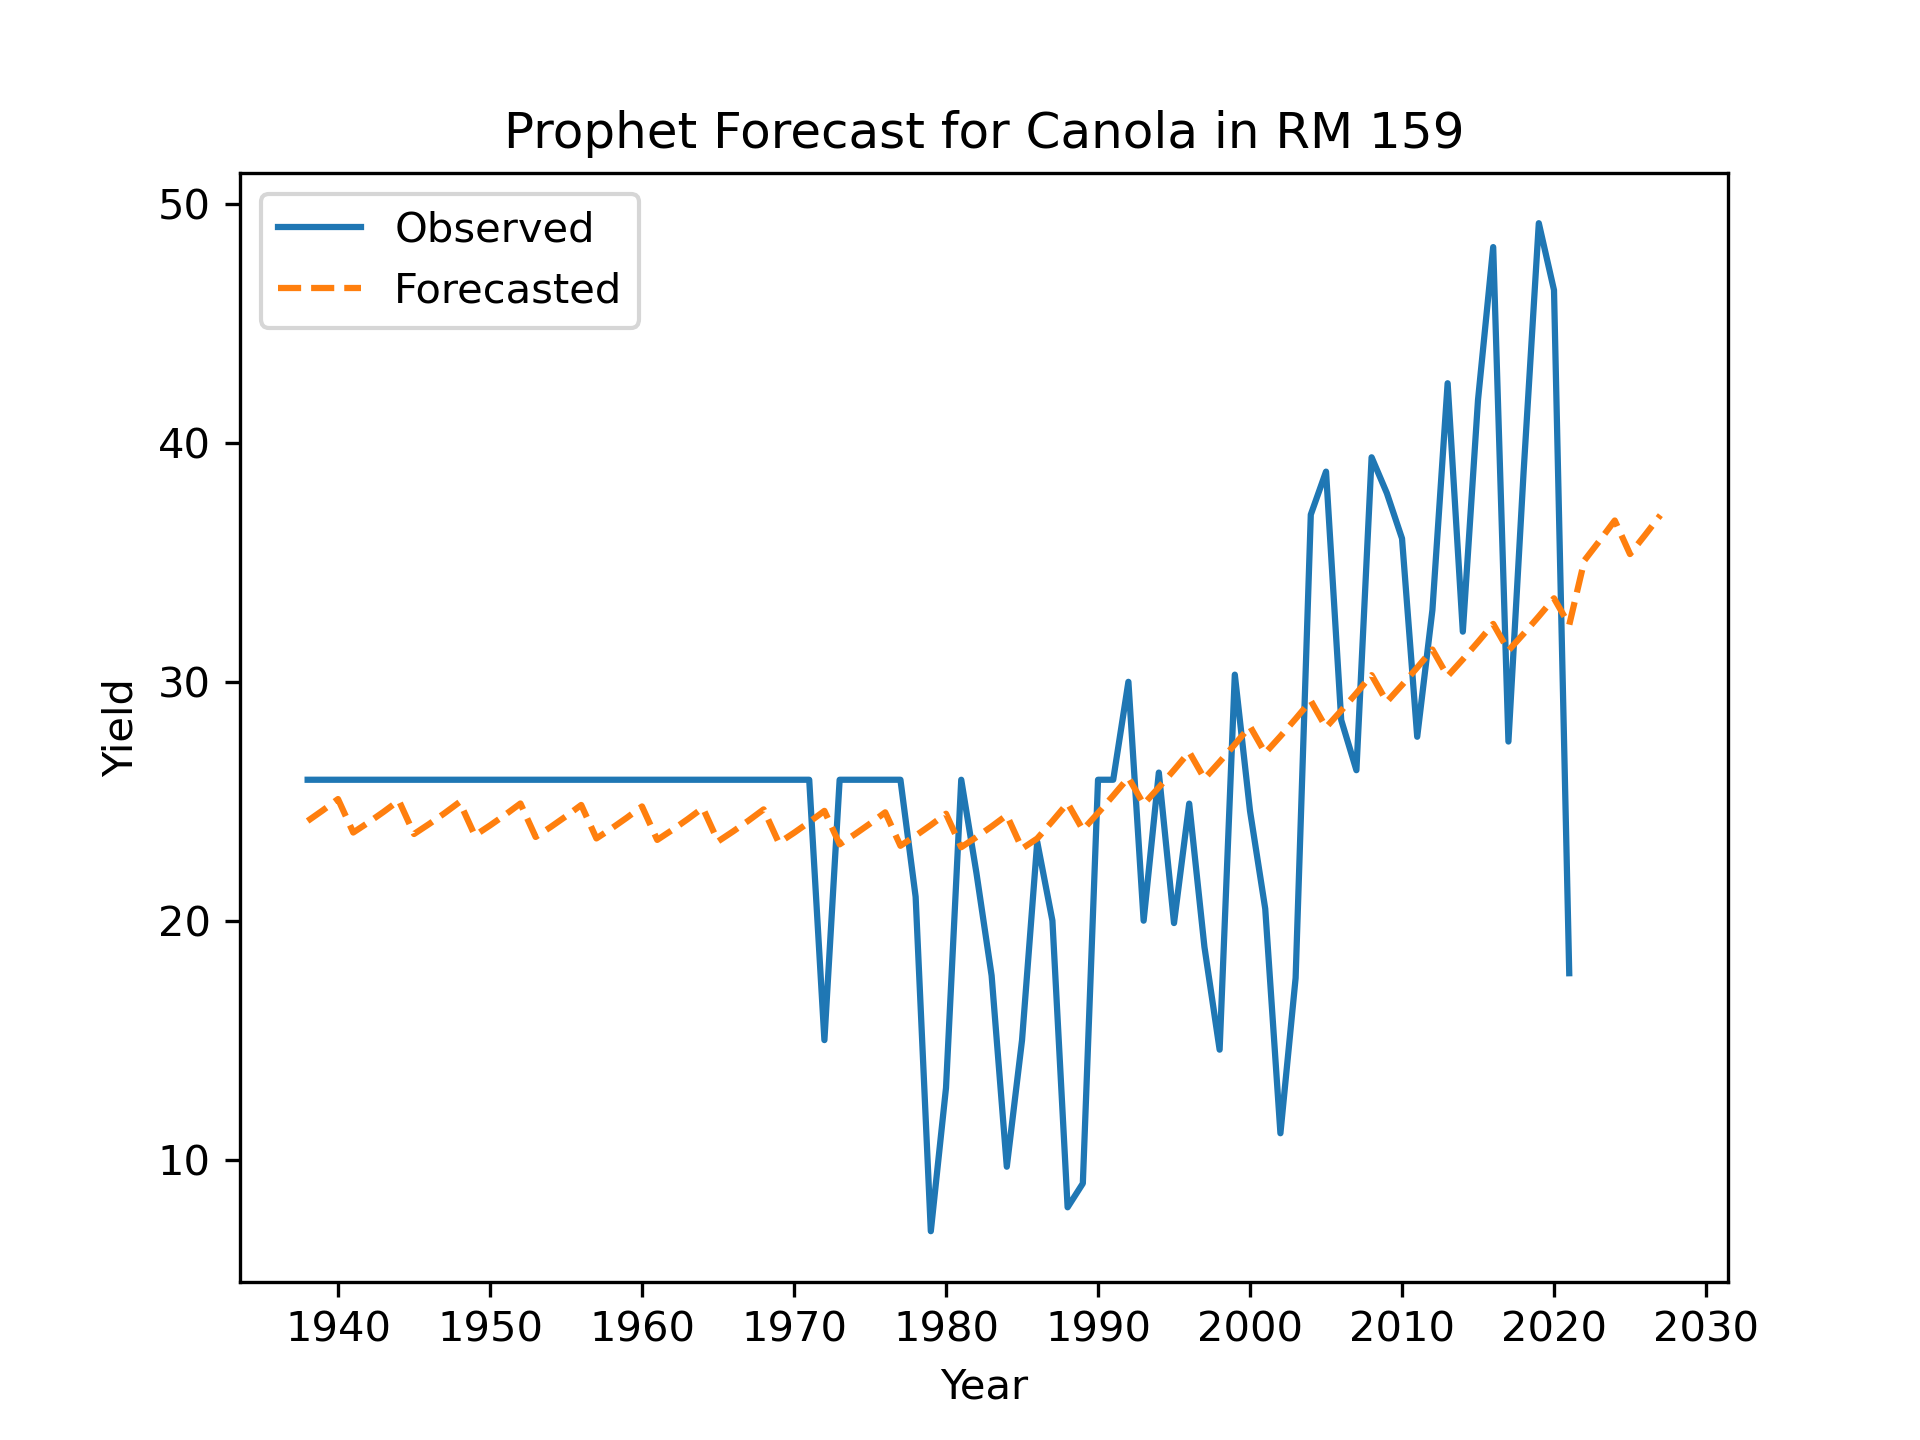 Prophet Forecast for Canola in RM 159
Observed
Forecasted
50
40
30
20
10
Yield
1940 1950 1960 1970 1980 1990 2000 2010 2020 2030
Year